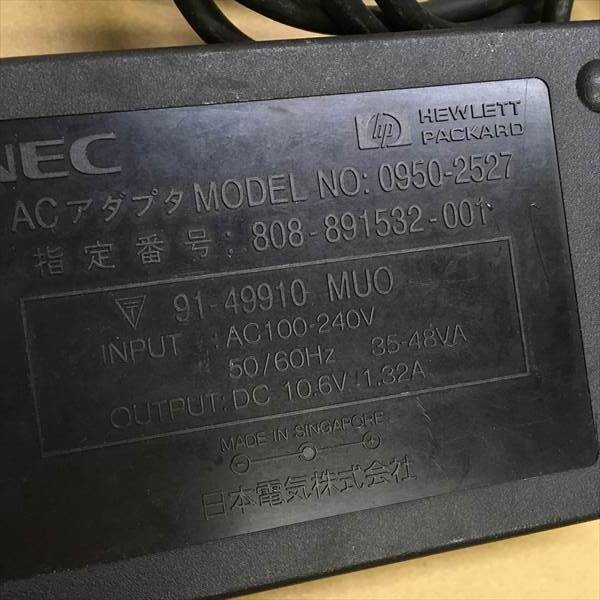 NEC
hp HEWLETT
PACKARD
ACアダプタ MODEL NO: 0950-2527
指定番号: 808-891532-001
T 91-49910 MUO
INPUT : AC100-240V
50/60Hz 35-48VA
OUTPUT: DC 10.6V/1.32A
MADE IN SINGAPORE
日本電気株式会社